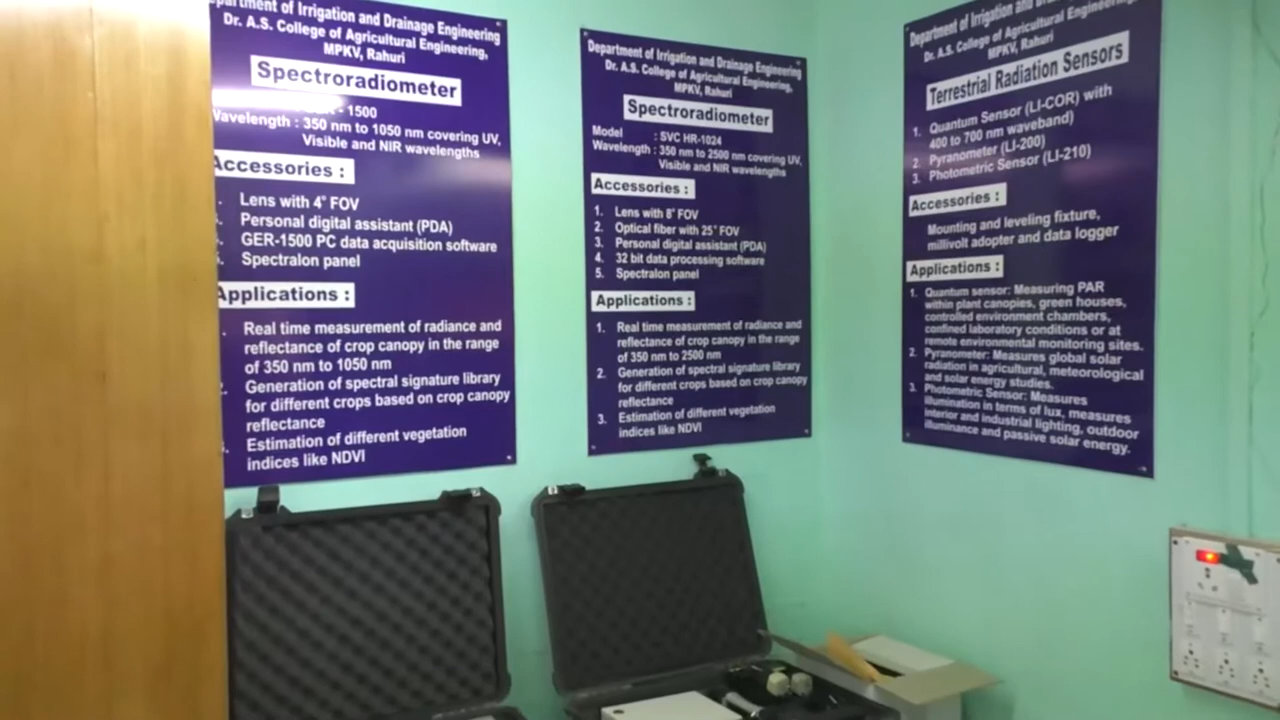 Department of Irrigation and Drainage Engineering
Dr. A.S. College of Agricultural Engineering,
MPKV, Rahuri
Spectroradiometer
- 1500
Wavelength : 350 nm to 1050 nm covering UV,
Visible and NIR wavelengths
Accessories :
Lens with 4° FOV
Personal digital assistant (PDA)
GER-1500 PC data acquisition software
Spectralon panel
Applications :
Real time measurement of radiance and
reflectance of crop canopy in the range
of 350 nm to 1050 nm
Generation of spectral signature library
for different crops based on crop canopy
reflectance
Estimation of different vegetation
indices like NDVI
Department of Irrigation and Drainage Engineering
Dr. A.S. College of Agricultural Engineering,
MPKV, Rahuri
Spectroradiometer
Model : SVC HR-1024
Wavelength : 350 nm to 2500 nm covering UV,
Visible and NIR wavelengths
Accessories :
1. Lens with 8° FOV
2. Optical fiber with 25° FOV
3. Personal digital assistant (PDA)
4. 32 bit data processing software
5. Spectralon panel
Applications :
1. Real time measurement of radiance and
reflectance of crop canopy in the range
of 350 nm to 2500 nm
2. Generation of spectral signature library
for different crops based on crop canopy
reflectance
3. Estimation of different vegetation
indices like NDVI
Department of Irrigation and
Dr. A.S. College of Agricultural Engineering,
MPKV, Rahuri
Terrestrial Radiation Sensors
1. Quantum Sensor (LI-COR) with
400 to 700 nm waveband)
2. Pyranometer (LI-200)
3. Photometric Sensor (LI-210)
Accessories :
Mounting and leveling fixture,
millivolt adopter and data logger
Applications :
1. Quantum sensor: Measuring PAR
within plant canopies, green houses,
controlled environment chambers,
confined laboratory conditions or at
remote environmental monitoring sites.
2. Pyranometer: Measures global solar
radiation in agricultural, meteorological
and solar energy studies.
3. Photometric Sensor: Measures
illumination in terms of lux, measures
interior and industrial lighting, outdoor
illuminance and passive solar energy.